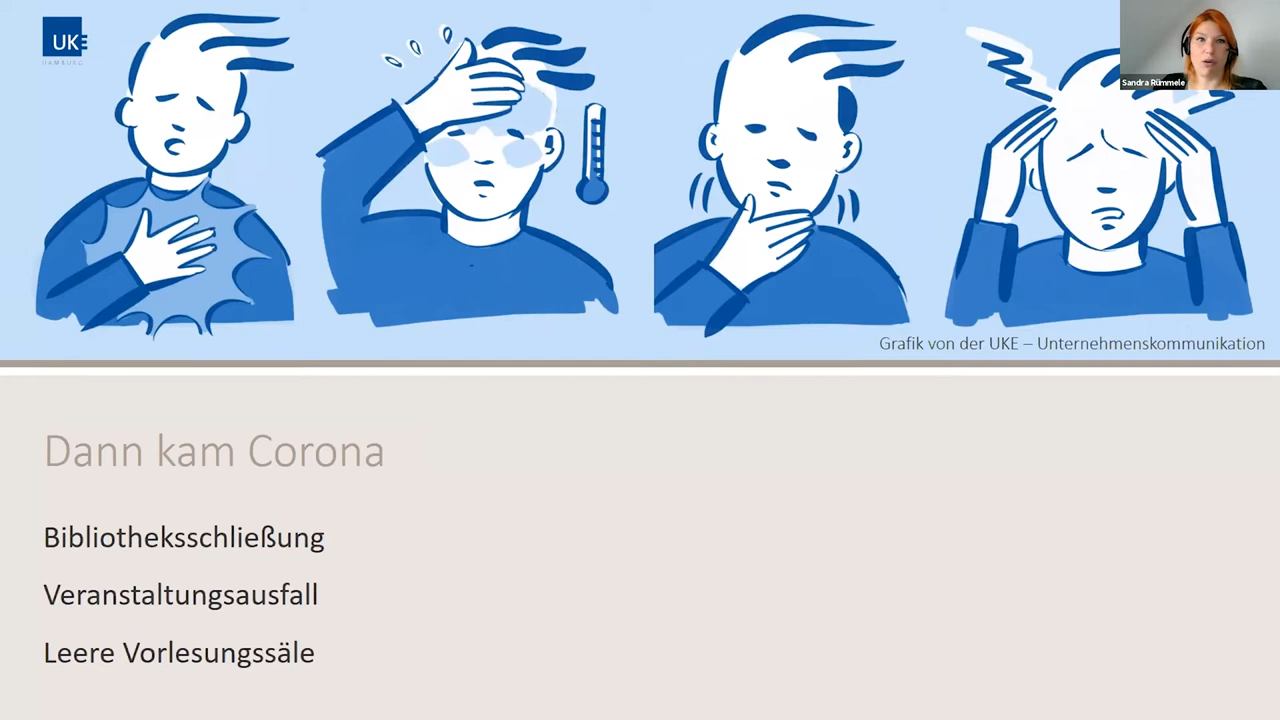 UKE
HAMBURG
Sandra Rümmele
Grafik von der UKE – Unternehmenskommunikation
Dann kam Corona
Bibliotheksschließung
Veranstaltungsausfall
Leere Vorlesungssäle